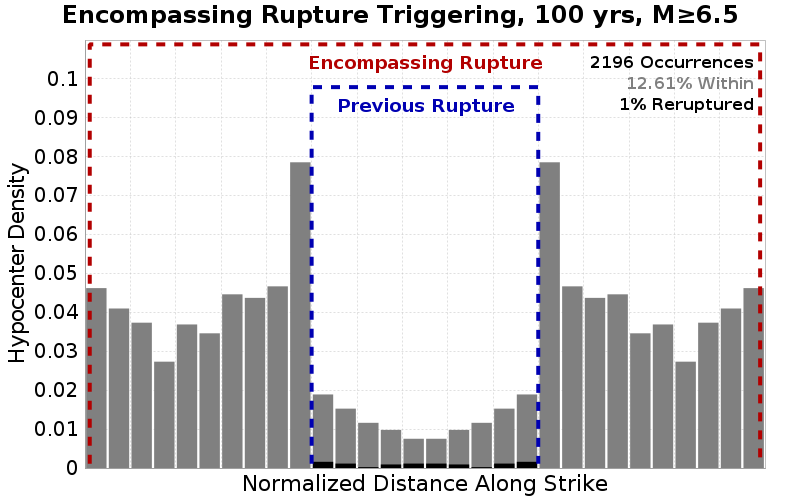 Encompassing Rupture Triggering, 100 yrs, M≥6.5
Encompassing Rupture
Previous Rupture
2196 Occurrences
12.61% Within
1% Reruptured
Hypocenter Density
0.1
0.09
0.08
0.07
0.06
0.05
0.04
0.03
0.02
0.01
0
Normalized Distance Along Strike